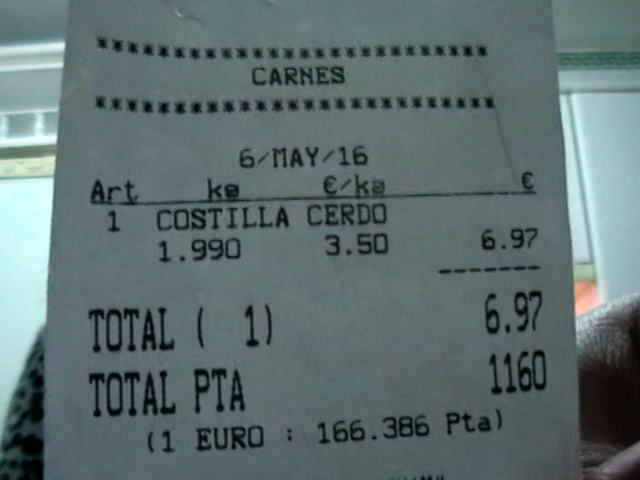 ***************************
CARNES
***************************
6/MAY/16
Art kg €/kg €
1 COSTILLA CERDO
1.990 3.50 6.97
-------
TOTAL ( 1) 6.97
TOTAL PTA 1160
(1 EURO : 166.386 Pta)